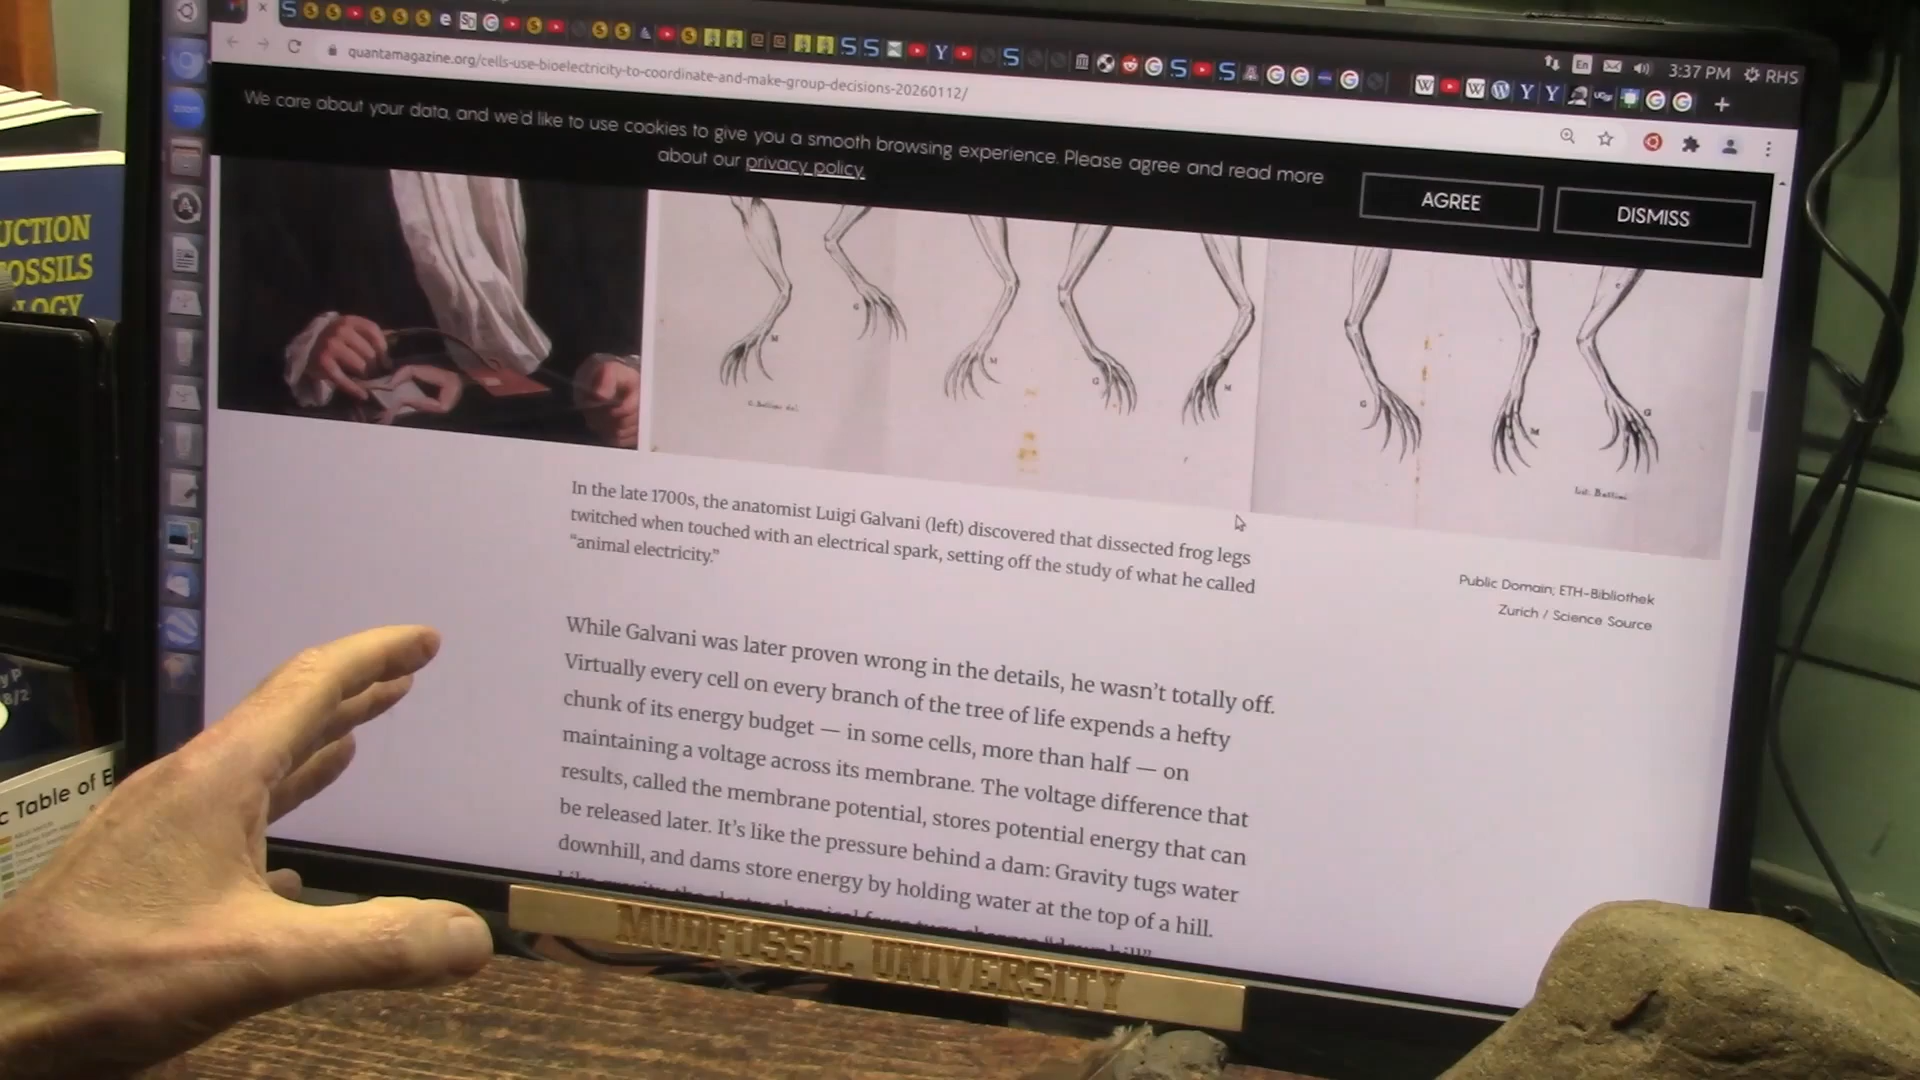 En
3:37 PM
RHS
quantamagazine.org/cells-use-bioelectricity-to-coordinate-and-make-group-decisions-20260112/
We care about your data, and we'd like to use cookies to give you a smooth browsing experience. Please agree and read more
about our privacy policy.
AGREE
DISMISS
zoom
UCTION
OSSILS
LOGY
G
M
M
G
M
G
M
G
In the late 1700s, the anatomist Luigi Galvani (left) discovered that dissected frog legs
twitched when touched with an electrical spark, setting off the study of what he called
“animal electricity.”
Public Domain; ETH-Bibliothek
Zurich / Science Source
While Galvani was later proven wrong in the details, he wasn't totally off.
Virtually every cell on every branch of the tree of life expends a hefty
chunk of its energy budget — in some cells, more than half — on
maintaining a voltage across its membrane. The voltage difference that
results, called the membrane potential, stores potential energy that can
be released later. It's like the pressure behind a dam: Gravity tugs water
downhill, and dams store energy by holding water at the top of a hill.
c Table of E
MUDFOSSIL UNIVERSITY